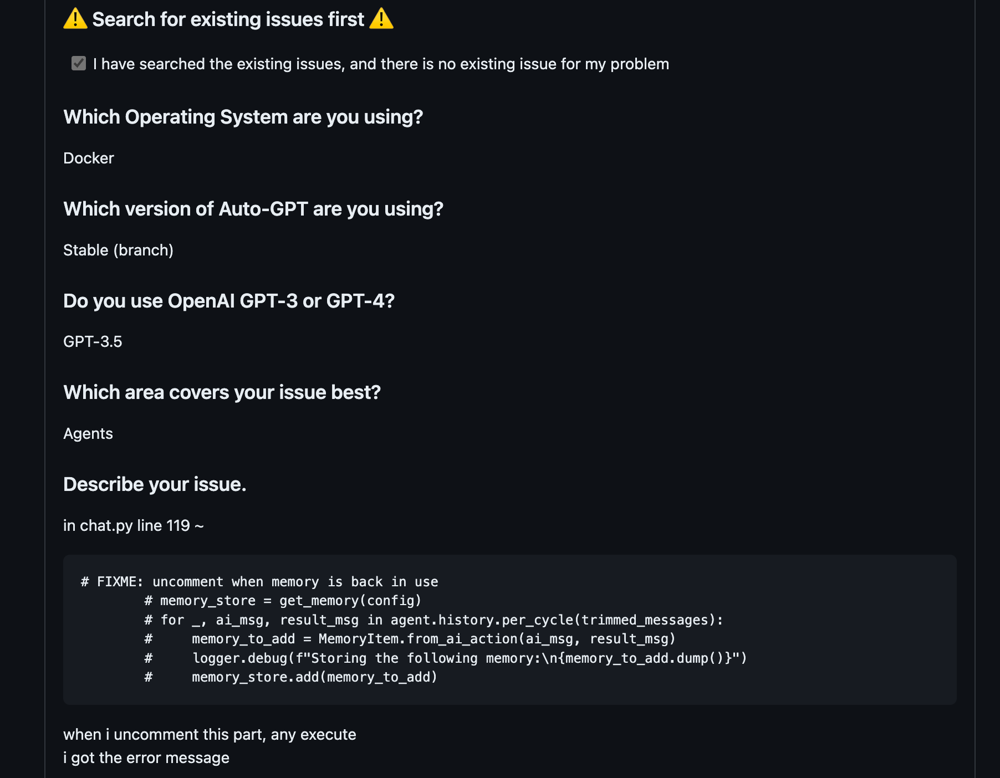 ⚠️ Search for existing issues first ⚠️
I have searched the existing issues, and there is no existing issue for my problem
Which Operating System are you using?
Docker
Which version of Auto-GPT are you using?
Stable (branch)
Do you use OpenAI GPT-3 or GPT-4?
GPT-3.5
Which area covers your issue best?
Agents
Describe your issue.
in chat.py line 119 ~
# FIXME: uncomment when memory is back in use
        # memory_store = get_memory(config)
        # for _, ai_msg, result_msg in agent.history.per_cycle(trimmed_messages):
        #     memory_to_add = MemoryItem.from_ai_action(ai_msg, result_msg)
        #     logger.debug(f"Storing the following memory:\n{memory_to_add.dump()}")
        #     memory_store.add(memory_to_add)
when i uncomment this part, any execute
i got the error message